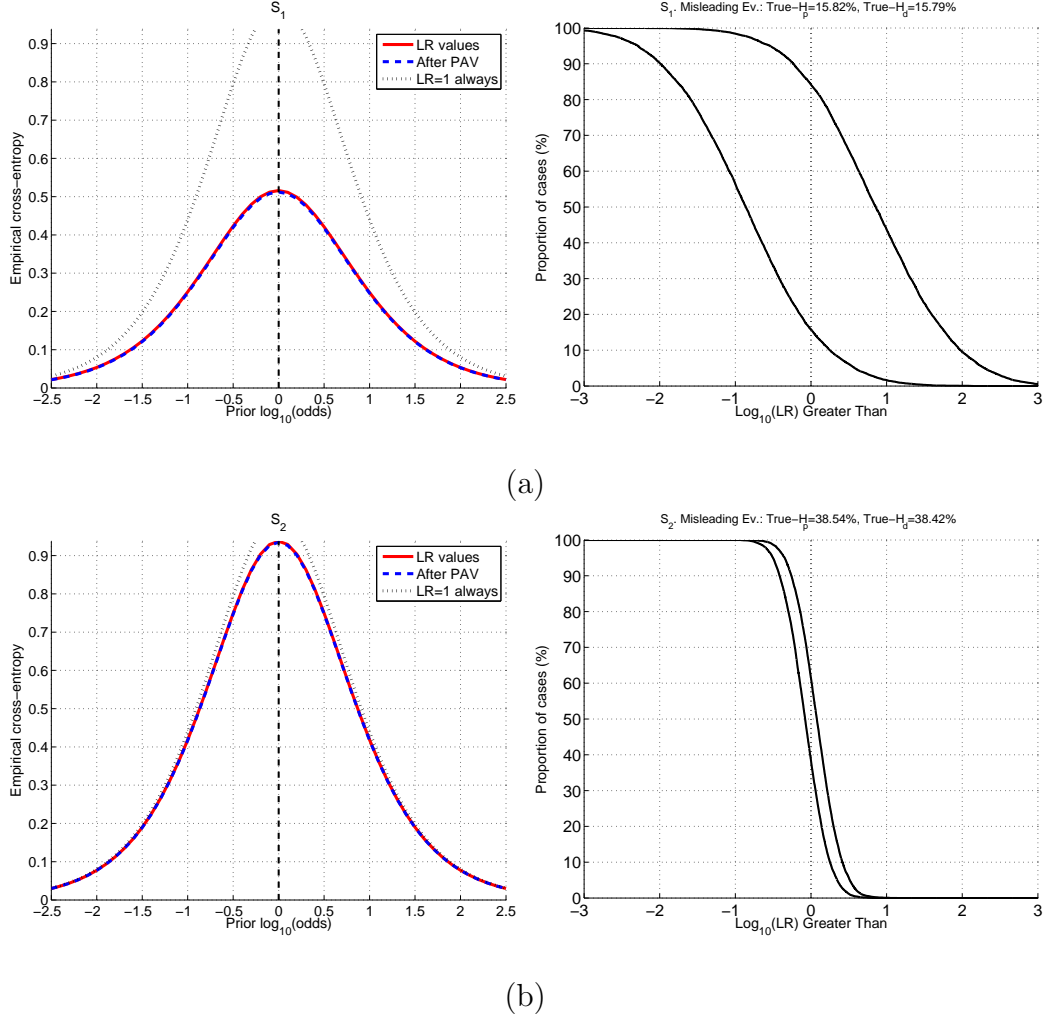 S1
Empirical cross−entropy
0.9
0.8
0.7
0.6
0.5
0.4
0.3
0.2
0.1
0
LR values
After PAV
LR=1 always
−2.5 −2 −1.5 −1 −0.5 0 0.5 1 1.5 2 2.5
Prior log10(odds)
S1. Misleading Ev.: True−Hp=15.82%, True−Hd=15.79%
Proportion of cases (%)
100
90
80
70
60
50
40
30
20
10
0
−3 −2 −1 0 1 2 3
Log10(LR) Greater Than
(a)
S2
Empirical cross−entropy
0.9
0.8
0.7
0.6
0.5
0.4
0.3
0.2
0.1
0
LR values
After PAV
LR=1 always
−2.5 −2 −1.5 −1 −0.5 0 0.5 1 1.5 2 2.5
Prior log10(odds)
S2. Misleading Ev.: True−Hp=38.54%, True−Hd=38.42%
Proportion of cases (%)
100
90
80
70
60
50
40
30
20
10
0
−3 −2 −1 0 1 2 3
Log10(LR) Greater Than
(b)